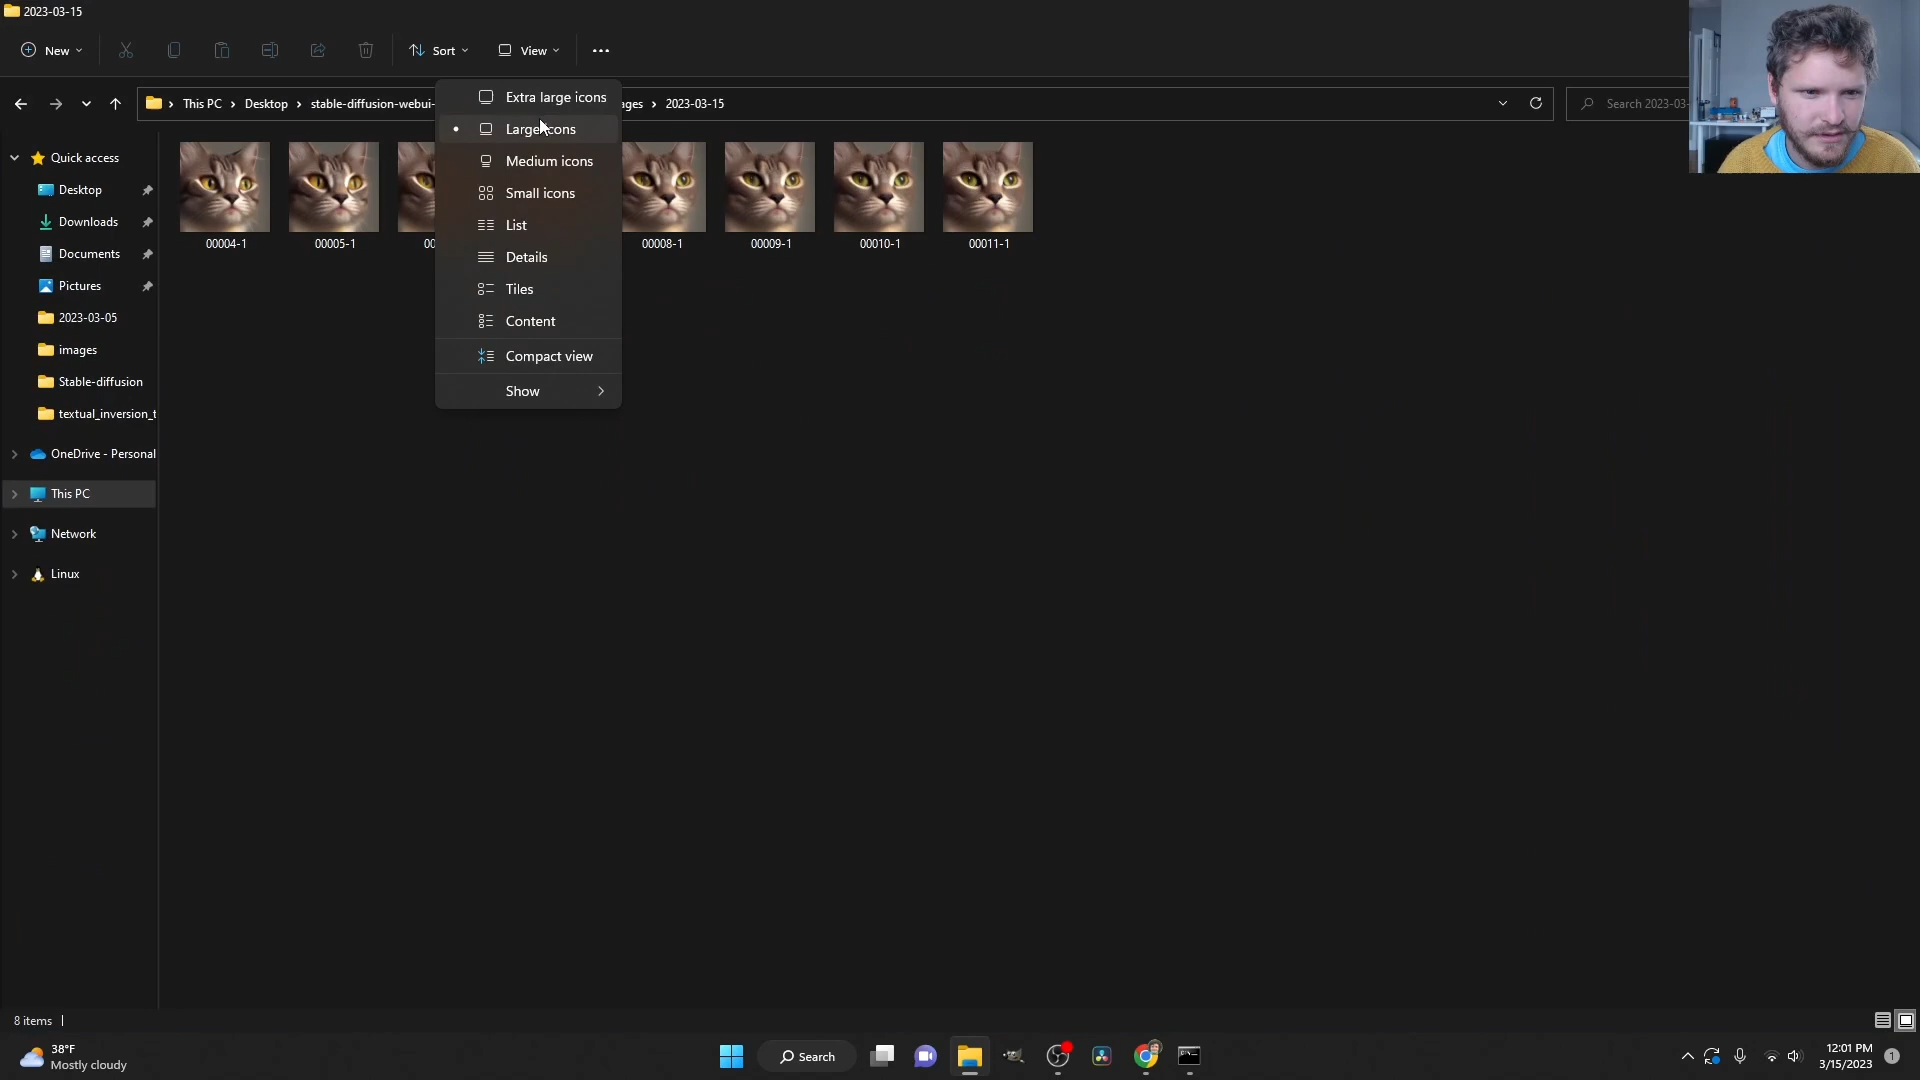 2023-03-15
New
Sort
View
This PC
Desktop
stable-diffusion-webui-
ages
2023-03-15
Search 2023-03-
Extra large icons
Large icons
Medium icons
Small icons
List
Details
Tiles
Content
Compact view
Show
Quick access
Desktop
Downloads
Documents
Pictures
2023-03-05
images
Stable-diffusion
textual_inversion_t
OneDrive - Personal
This PC
Network
Linux
00004-1
00005-1
00
00008-1
00009-1
00010-1
00011-1
8 items
38°F
Mostly cloudy
Search
12:01 PM
3/15/2023
1